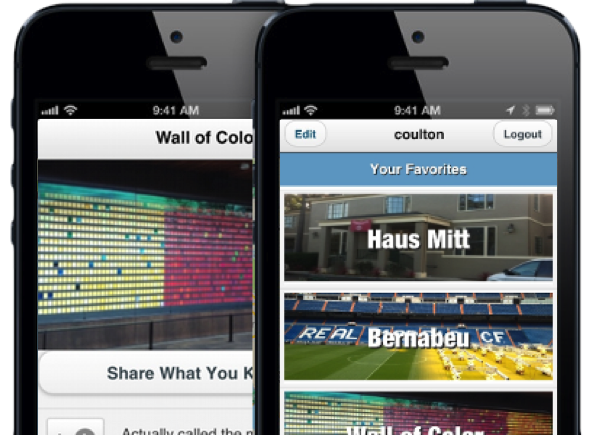 9:41 AM
Wall of Colo
Share What You K
Actually called the
9:41 AM
Edit
coulton
Logout
Your Favorites
Haus Mitt
REAL CF
Bernabeu
Wall of Color